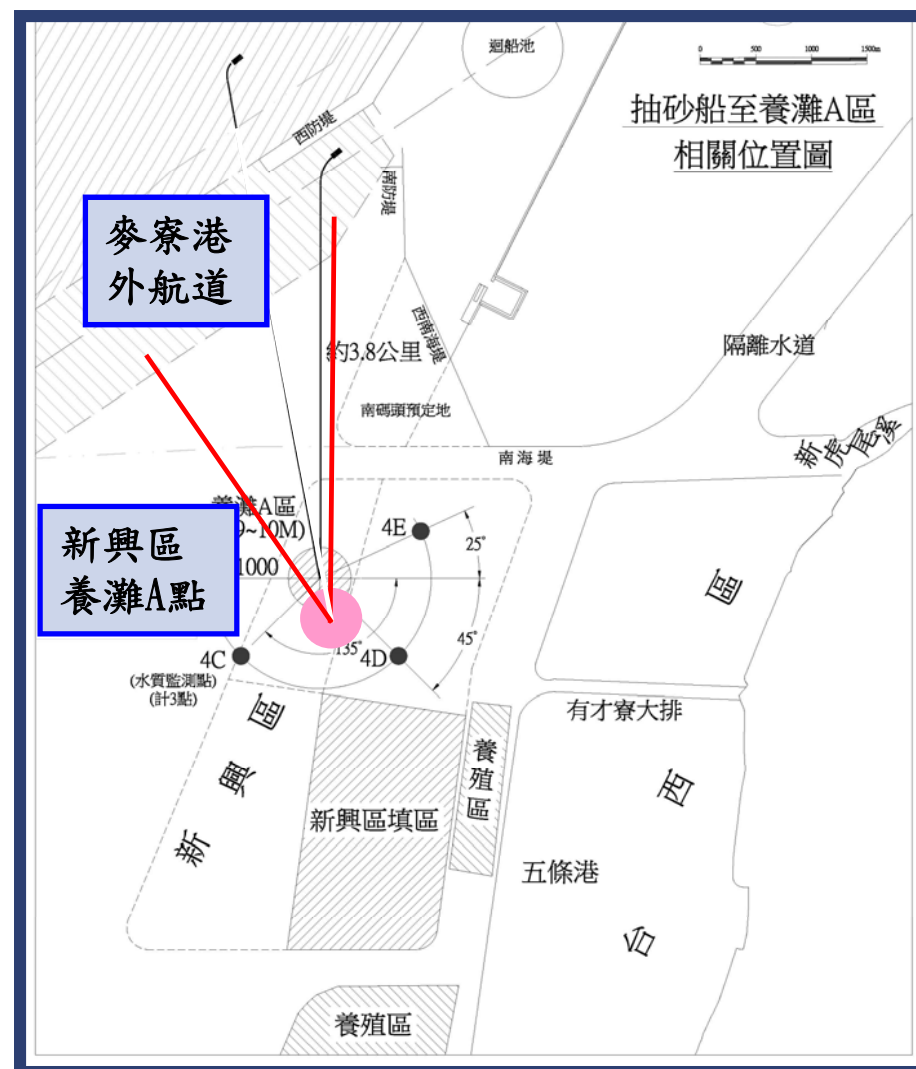 迴船池
0 500 1000 1500m
抽砂船至養灘A區
相關位置圖
西防堤
南防堤
麥寮港
外航道
西南海堤
約3.8公里
隔離水道
南碼頭預定地
新虎尾溪
南海堤
養灘A區
9~10M)
新興區
養灘A點
1000
4E
25°
45°
135°
4C
4D
(水質監測點)
(計3點)
區
有才寮大排
新興區
養殖區
西
新興區填區
五條港
台
養殖區